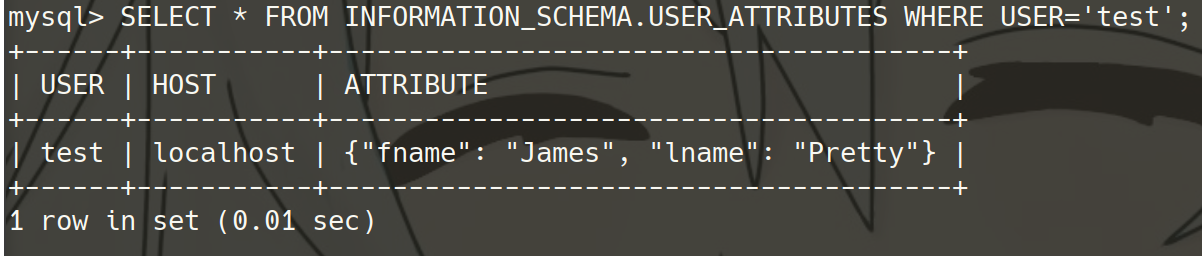 mysql> SELECT * FROM INFORMATION_SCHEMA.USER_ATTRIBUTES WHERE USER='test';
+------+-----------+---------------------------------------+
| USER | HOST      | ATTRIBUTE                             |
+------+-----------+---------------------------------------+
| test | localhost | {"fname": "James", "lname": "Pretty"} |
+------+-----------+---------------------------------------+
1 row in set (0.01 sec)